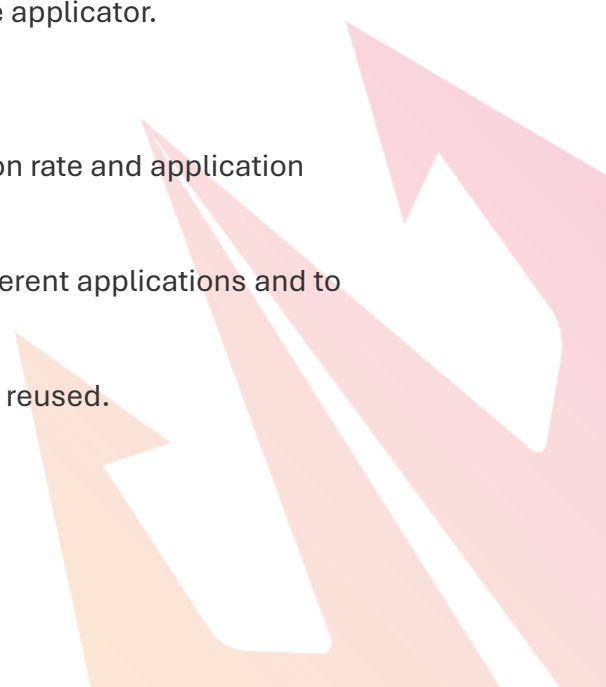 e applicator.
on rate and application
erent applications and to
reused.